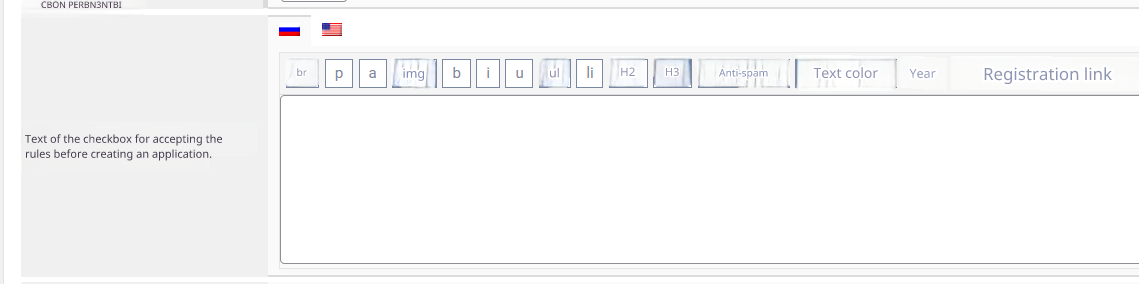 CBON PERBN3NTBI
br p a img b i u ul li H2 H3 Anti-spam Text color Year Registration link
Text of the checkbox for accepting the
rules before creating an application.